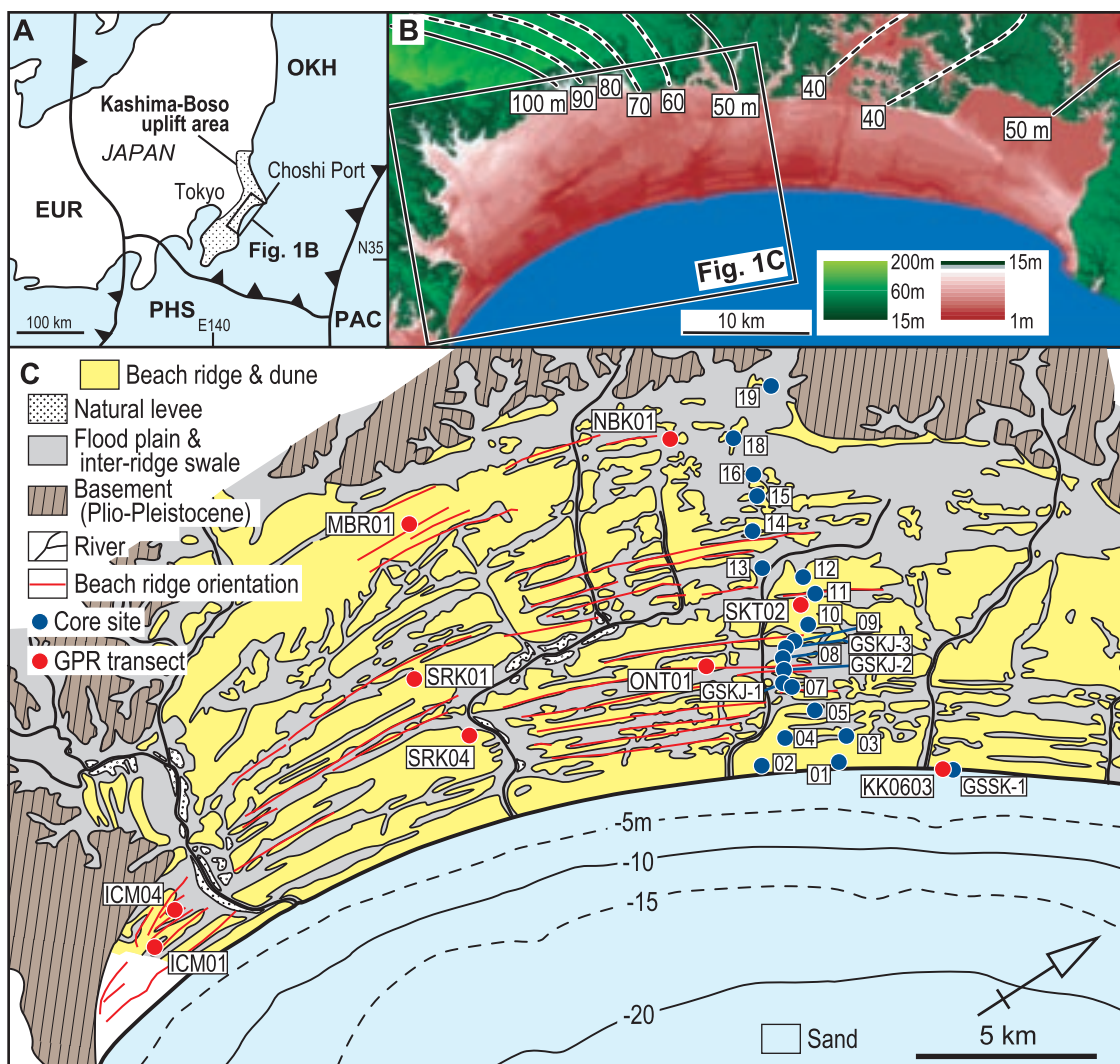 A
OKH
Kashima-Boso
uplift area
JAPAN
Choshi Port
Tokyo
EUR
Fig. 1B
N35
PHS
E140
PAC
100 km
B
100 m
90
80
70
60
50 m
40
40
50 m
Fig. 1C
10 km
200m
60m
15m
15m
1m
C
Beach ridge & dune
Natural levee
Flood plain &
inter-ridge swale
Basement
(Plio-Pleistocene)
River
Beach ridge orientation
Core site
GPR transect
19
NBK01
18
16
15
MBR01
14
13
12
11
SKT02
10
09
GSKJ-3
08
GSKJ-2
SRK01
ONT01
GSKJ-1
07
05
SRK04
04
03
02
01
KK0603
GSSK-1
-5m
-10
-15
-20
ICM04
ICM01
Sand
5 km